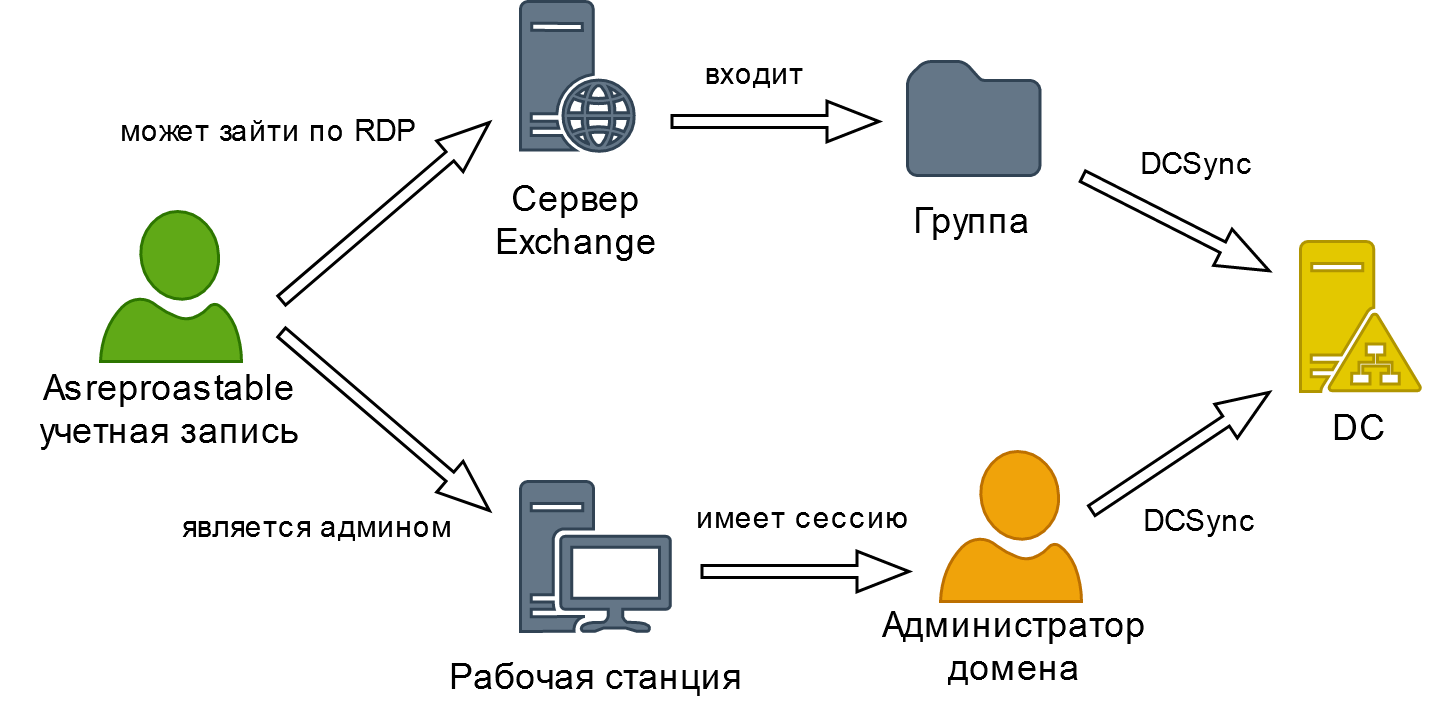 входит
может зайти по RDP
DCSync
Сервер
Exchange
Группа
Asreproastable
учетная запись
DC
является админом
имеет сессию
DCSync
Администратор
домена
Рабочая станция